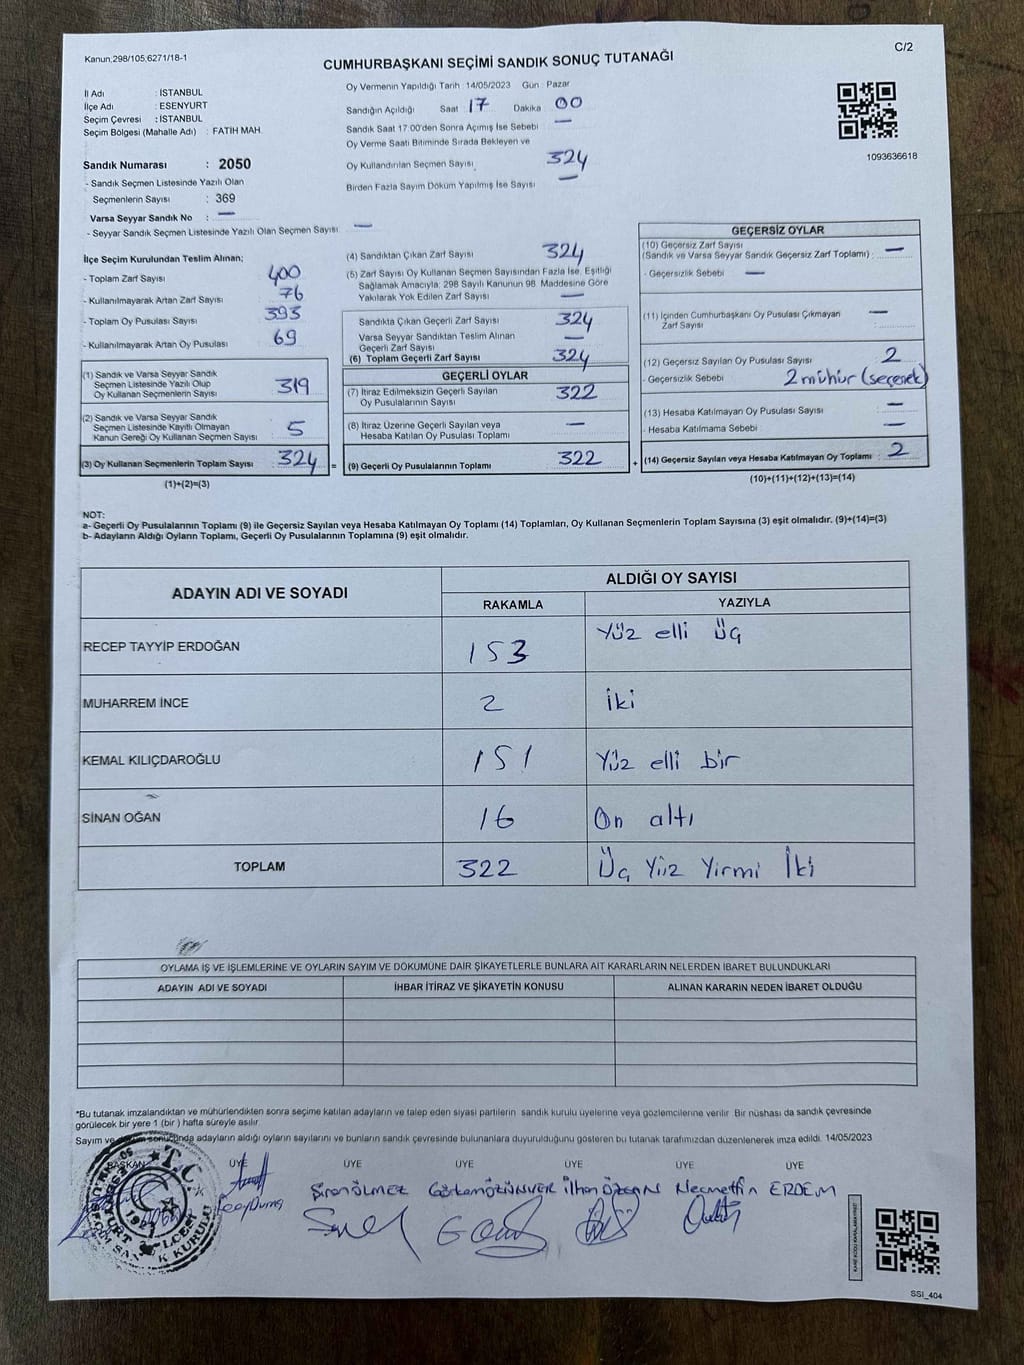 Kanun,298/105,6271/18-1
C/2
CUMHURBAŞKANI SEÇİMİ SANDIK SONUÇ TUTANAĞI
İl Adı : İSTANBUL
İlçe Adı : ESENYURT
Seçim Çevresi : İSTANBUL
Seçim Bölgesi (Mahalle Adı) : FATİH MAH.
Sandık Numarası : 2050
- Sandık Seçmen Listesinde Yazılı Olan
Seçmenlerin Sayısı : 369
Varsa Seyyar Sandık No : —
- Seyyar Sandık Seçmen Listesinde Yazılı Olan Seçmen Sayısı —
Oy Vermenin Yapıldığı Tarih : 14/05/2023 Gün : Pazar
Sandığın Açıldığı Saat 17 Dakika 00
Sandık Saat 17:00'den Sonra Açımış İse Sebebi —
Oy Verme Saati Bitiminde Sırada Bekleyen ve
Oy Kullandırılan Seçmen Sayısı 324
Birden Fazla Sayım Döküm Yapılmış İse Sayısı —
1093636618
İlçe Seçim Kurulundan Teslim Alınan;
- Toplam Zarf Sayısı : 400
- Kullanılmayarak Artan Zarf Sayısı : 76
- Toplam Oy Pusulası Sayısı : 393
- Kullanılmayarak Artan Oy Pusulası : 69
(1) Sandık ve Varsa Seyyar Sandık
Seçmen Listesinde Yazılı Olup
Oy Kullanan Seçmenlerin Sayısı : 319
(2) Sandık ve Varsa Seyyar Sandık
Seçmen Listesinde Kayıtlı Olmayan
Kanun Gereği Oy Kullanan Seçmen Sayısı : 5
(3) Oy Kullanan Seçmenlerin Toplam Sayısı : 324
(1)+(2)=(3)
(4) Sandıktan Çıkan Zarf Sayısı 324
(5) Zarf Sayısı Oy Kullanan Seçmen Sayısından Fazla İse, Eşitliği
Sağlamak Amacıyla; 298 Sayılı Kanunun 98. Maddesine Göre
Yakılarak Yok Edilen Zarf Sayısı —
Sandıkta Çıkan Geçerli Zarf Sayısı 324
Varsa Seyyar Sandıktan Teslim Alınan
Geçerli Zarf Sayısı —
(6) Toplam Geçerli Zarf Sayısı 324
GEÇERLİ OYLAR
(7) İtiraz Edilmeksizin Geçerli Sayılan
Oy Pusulalarının Sayısı 322
(8) İtiraz Üzerine Geçerli Sayılan veya
Hesaba Katılan Oy Pusulası Toplamı —
= (9) Geçerli Oy Pusulalarının Toplamı 322
GEÇERSİZ OYLAR
(10) Geçersiz Zarf Sayısı
(Sandık ve Varsa Seyyar Sandık Geçersiz Zarf Toplamı) : —
- Geçersizlik Sebebi —
(11) İçinden Cumhurbaşkanı Oy Pusulası Çıkmayan
Zarf Sayısı : —
(12) Geçersiz Sayılan Oy Pusulası Sayısı : 2
- Geçersizlik Sebebi 2 mühür (seçenek)
(13) Hesaba Katılmayan Oy Pusulası Sayısı : —
- Hesaba Katılmama Sebebi : —
+ (14) Geçersiz Sayılan veya Hesaba Katılmayan Oy Toplamı : 2
(10)+(11)+(12)+(13)=(14)
NOT:
a- Geçerli Oy Pusulalarının Toplamı (9) ile Geçersiz Sayılan veya Hesaba Katılmayan Oy Toplamı (14) Toplamları, Oy Kullanan Seçmenlerin Toplam Sayısına (3) eşit olmalıdır. (9)+(14)=(3)
b- Adayların Aldığı Oyların Toplamı, Geçerli Oy Pusulalarının Toplamına (9) eşit olmalıdır.
ADAYIN ADI VE SOYADI
ALDIĞI OY SAYISI
RAKAMLA YAZIYLA
RECEP TAYYİP ERDOĞAN 153 Yüz elli üç
MUHARREM İNCE 2 İki
KEMAL KILIÇDAROĞLU 151 Yüz elli bir
SİNAN OĞAN 16 On altı
TOPLAM 322 Üç Yüz Yirmi İki
OYLAMA İŞ VE İŞLEMLERİNE VE OYLARIN SAYIM VE DÖKÜMÜNE DAİR ŞİKAYETLERLE BUNLARA AİT KARARLARIN NELERDEN İBARET BULUNDUKLARI
ADAYIN ADI VE SOYADI İHBAR İTİRAZ VE ŞİKAYETİN KONUSU ALINAN KARARIN NEDEN İBARET OLDUĞU
*Bu tutanak imzalandıktan ve mühürlendikten sonra seçime katılan adayların ve talep eden siyasi partilerin sandık kurulu üyelerine veya gözlemcilerine verilir. Bir nüshası da sandık çevresinde
görülecek bir yere 1 (bir) hafta süreyle asılır.
Sayım ve sonucunda adayların aldığı oyların sayılarını ve bunların sandık çevresinde bulunanlara duyurulduğunu gösteren bu tutanak tarafımızdan düzenlenerek imza edildi. 14/05/2023
BAŞKAN ÜYE ÜYE ÜYE ÜYE ÜYE ÜYE
ÖLMEZ İlhan ÖZCAN Necmettin ERDEM
T.C.
SSI_404